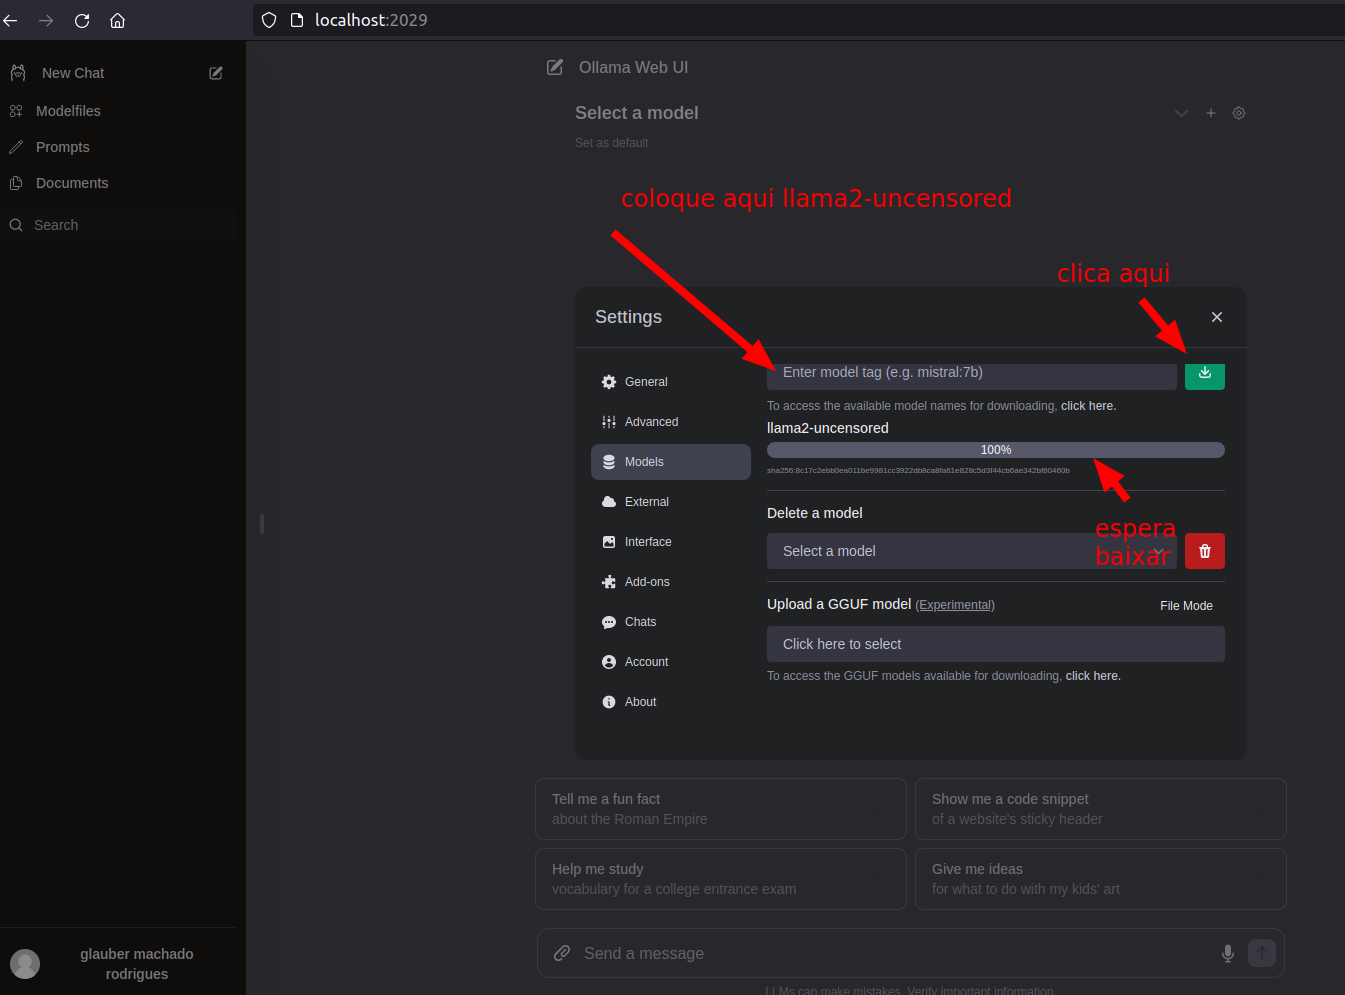 localhost:2029
New Chat
Modelfiles
Prompts
Documents
Search
Ollama Web UI
Select a model
Set as default
coloque aqui llama2-uncensored
clica aqui
Settings
General
Advanced
Models
External
Interface
Add-ons
Chats
Account
About
Enter model tag (e.g. mistral:7b)
To access the available model names for downloading, click here.
llama2-uncensored
100%
sha256:8c17c2ebb0ea011be9981cc3922db8ca8fa61e828c5d3f44cb6ae342bf80460b
Delete a model
espera
baixar
Select a model
Upload a GGUF model (Experimental)
File Mode
Click here to select
To access the GGUF models available for downloading, click here.
Tell me a fun fact
about the Roman Empire
Show me a code snippet
of a website's sticky header
Help me study
vocabulary for a college entrance exam
Give me ideas
for what to do with my kids' art
glauber machado
rodrigues
Send a message
LLMs can make mistakes. Verify important information.